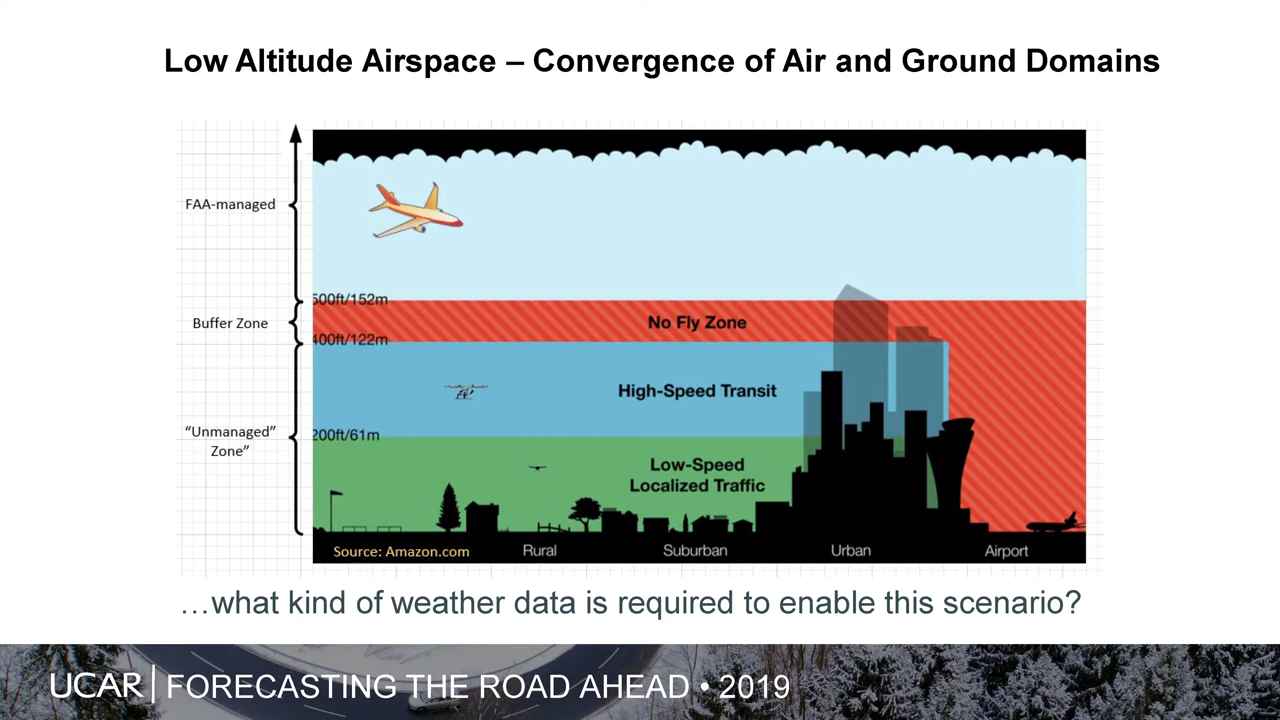 Low Altitude Airspace – Convergence of Air and Ground Domains
FAA-managed
500ft/152m
Buffer Zone
No Fly Zone
400ft/122m
High-Speed Transit
“Unmanaged”
Zone”
200ft/61m
Low-Speed
Localized Traffic
Source: Amazon.com
Rural
Suburban
Urban
Airport
…what kind of weather data is required to enable this scenario?
UCAR | FORECASTING THE ROAD AHEAD • 2019